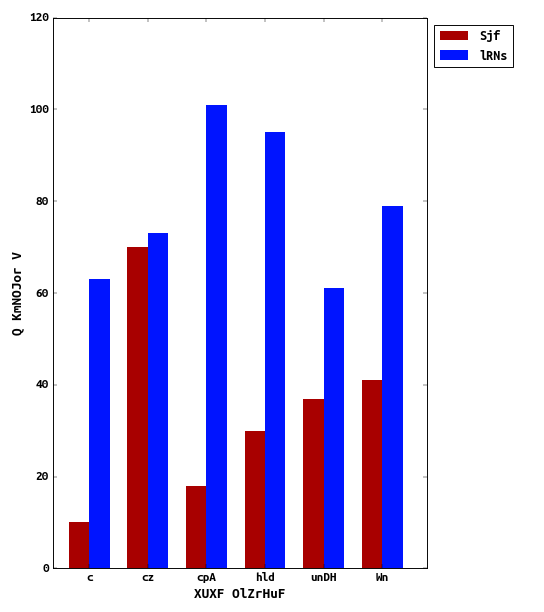 120
100
80
60
40
20
0
Q KmNOJor V
c cz cpA hld unDH Wn
XUXF OlZrHuF
Sjf
lRNs